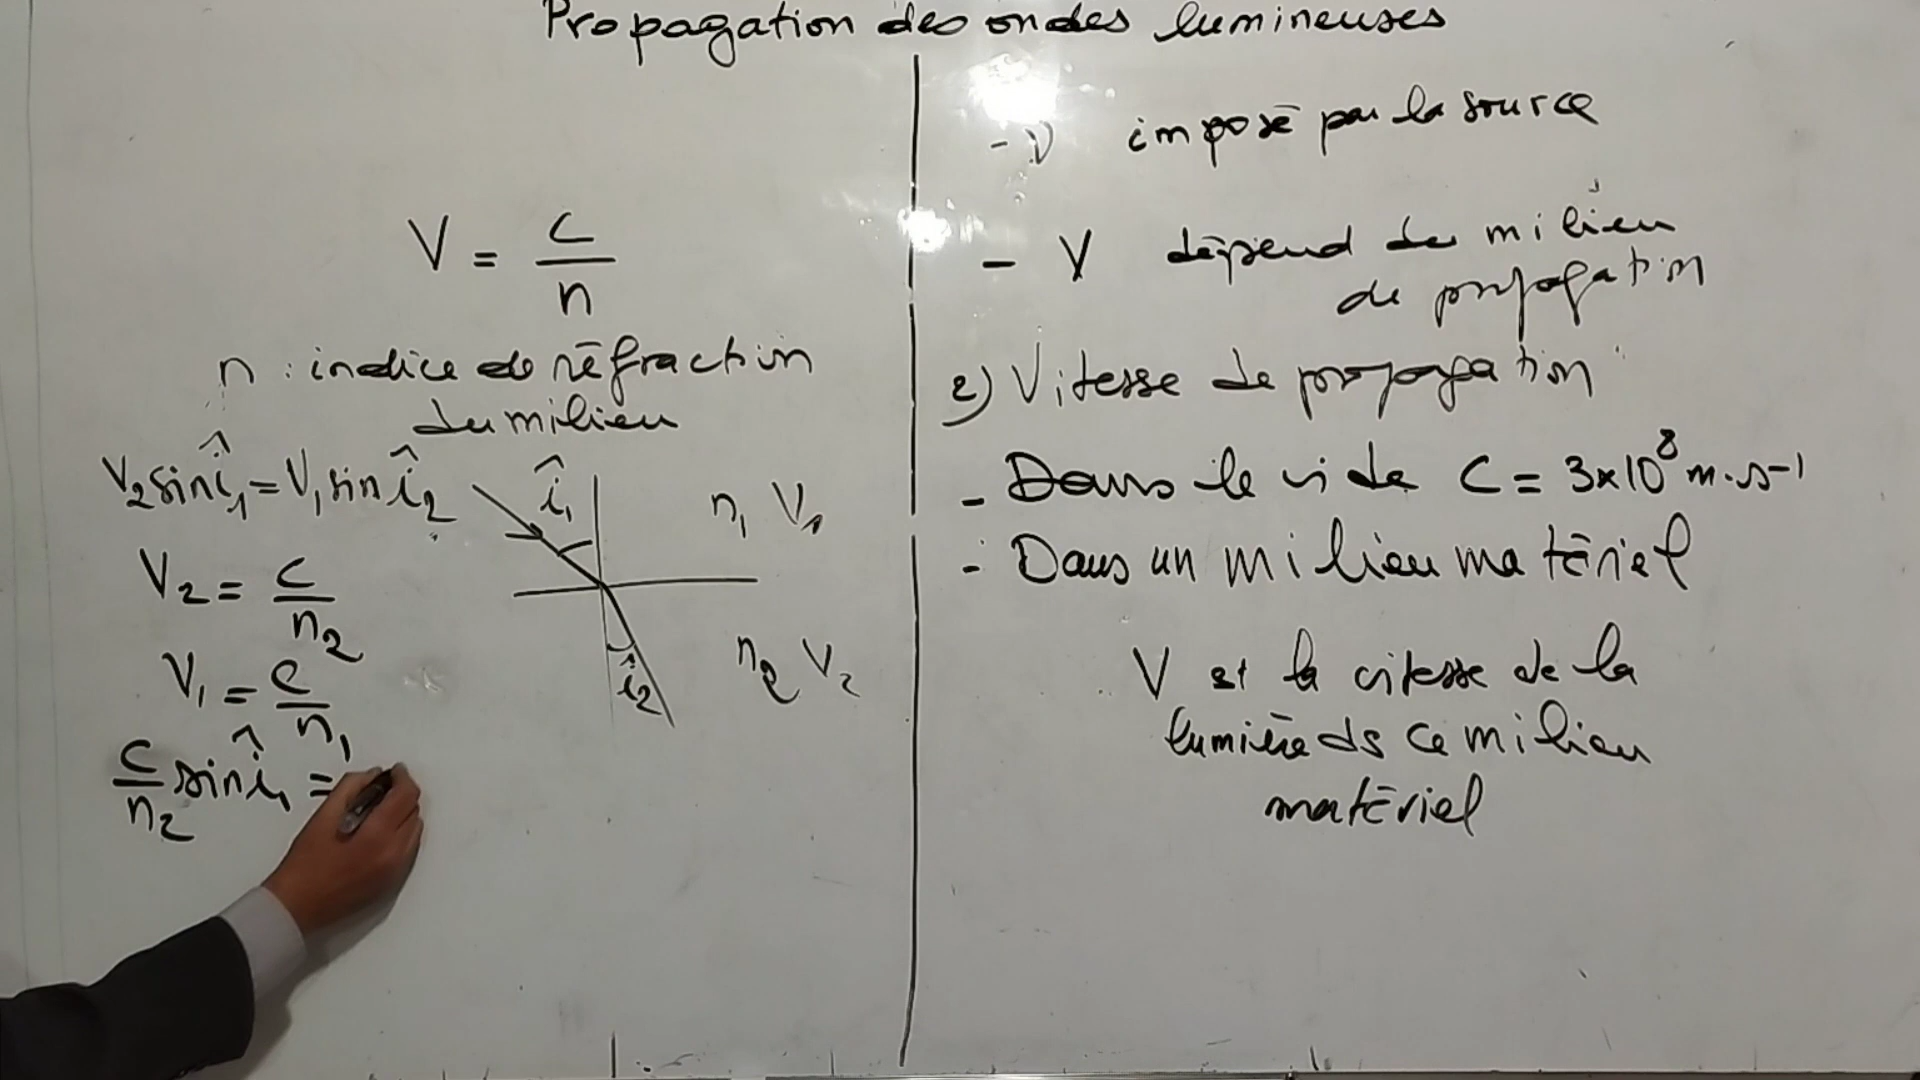 Propagation des ondes lumineuses
V = c/n
n : indice de réfraction
du milieu
V₂ sin î₁ = V₁ sin î₂
V₂ = c/n₂
V₁ = c/n₁
c/n₂ sin î₁ =
î₁
n₁ V₁
n₂ V₂
î₂
- ν imposé par la source
- V dépend du milieu
de propagation
2) Vitesse de propagation
- Dans le vide C = 3×10⁸ m.s⁻¹
- Dans un milieu matériel
V est la vitesse de la
lumière ds ce milieu
matériel